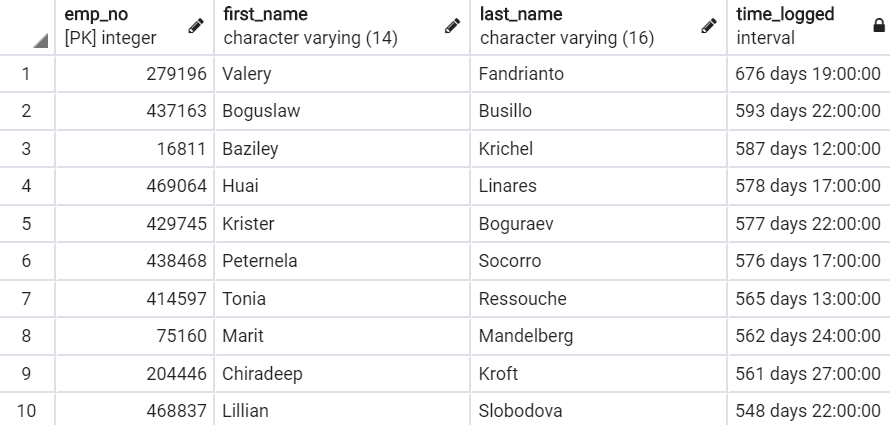 emp_no first_name last_name time_logged
[PK] integer character varying (14) character varying (16) interval
1 279196 Valery Fandrianto 676 days 19:00:00
2 437163 Boguslaw Busillo 593 days 22:00:00
3 16811 Baziley Krichel 587 days 12:00:00
4 469064 Huai Linares 578 days 17:00:00
5 429745 Krister Boguraev 577 days 22:00:00
6 438468 Peternela Socorro 576 days 17:00:00
7 414597 Tonia Ressouche 565 days 13:00:00
8 75160 Marit Mandelberg 562 days 24:00:00
9 204446 Chiradeep Kroft 561 days 27:00:00
10 468837 Lillian Slobodova 548 days 22:00:00